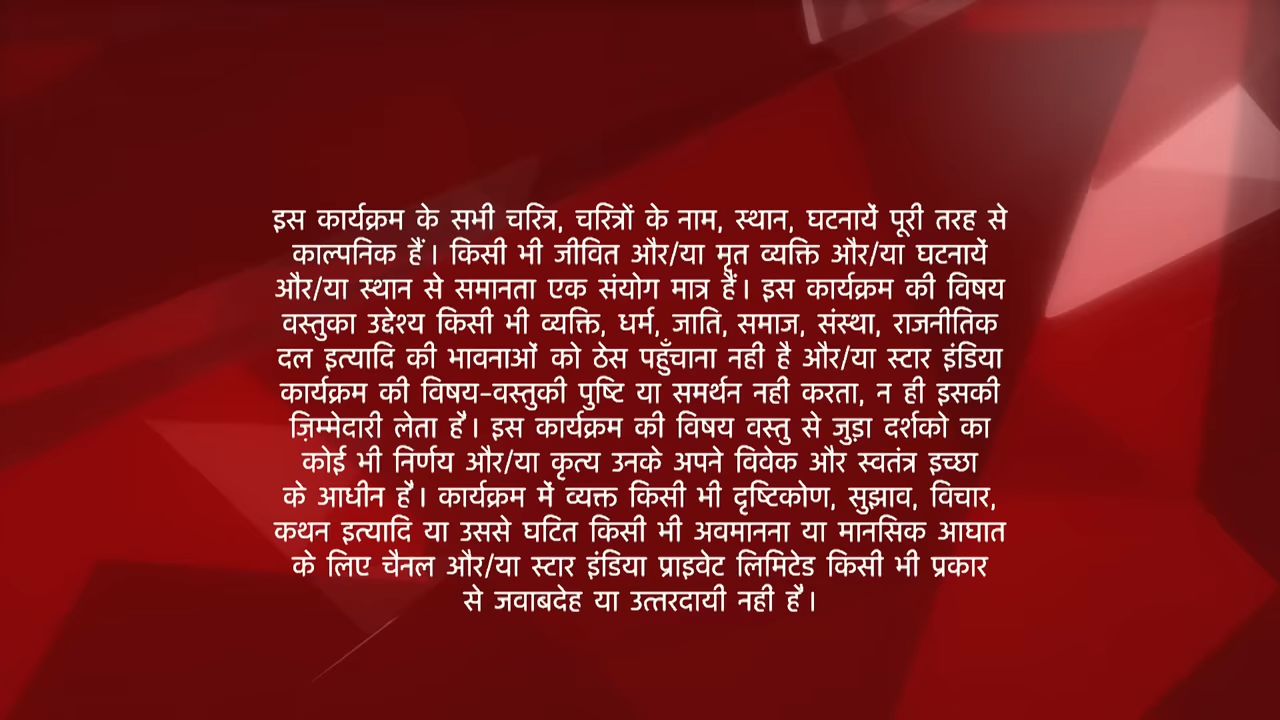 इस कार्यक्रम के सभी चरित्र, चरित्रों के नाम, स्थान, घटनायें पूरी तरह से
काल्पनिक हैं। किसी भी जीवित और/या मृत व्यक्ति और/या घटनायें
और/या स्थान से समानता एक संयोग मात्र हैं। इस कार्यक्रम की विषय
वस्तुका उद्देश्य किसी भी व्यक्ति, धर्म, जाति, समाज, संस्था, राजनीतिक
दल इत्यादि की भावनाओं को ठेस पहुँचाना नही है और/या स्टार इंडिया
कार्यक्रम की विषय-वस्तुकी पुष्टि या समर्थन नही करता, न ही इसकी
ज़िम्मेदारी लेता हैं। इस कार्यक्रम की विषय वस्तु से जुड़ा दर्शको का
कोई भी निर्णय और/या कृत्य उनके अपने विवेक और स्वतंत्र इच्छा
के आधीन हैं। कार्यक्रम में व्यक्त किसी भी दृष्टिकोण, सुझाव, विचार,
कथन इत्यादि या उससे घटित किसी भी अवमानना या मानसिक आघात
के लिए चैनल और/या स्टार इंडिया प्राइवेट लिमिटेड किसी भी प्रकार
से जवाबदेह या उत्तरदायी नही हैं।